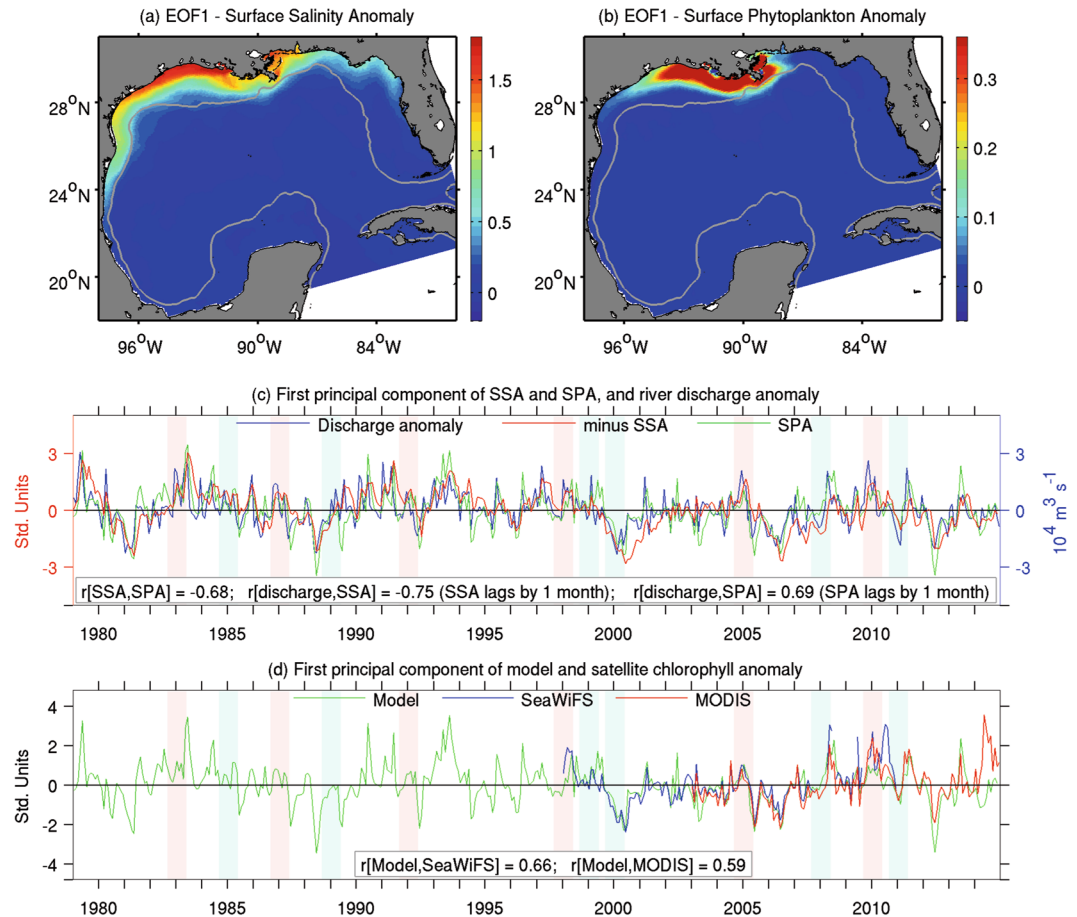 (a) EOF1 - Surface Salinity Anomaly
28°N
24°N
20°N
96°W 90°W 84°W
1.5
1
0.5
0
(b) EOF1 - Surface Phytoplankton Anomaly
28°N
24°N
20°N
96°W 90°W 84°W
0.3
0.2
0.1
0
(c) First principal component of SSA and SPA, and river discharge anomaly
Discharge anomaly minus SSA SPA
Std. Units
3
0
-3
3
0
-3
10⁴ m³ s⁻¹
r[SSA,SPA] = -0.68; r[discharge,SSA] = -0.75 (SSA lags by 1 month); r[discharge,SPA] = 0.69 (SPA lags by 1 month)
1980 1985 1990 1995 2000 2005 2010
(d) First principal component of model and satellite chlorophyll anomaly
Model SeaWiFS MODIS
Std. Units
4
2
0
-2
-4
r[Model,SeaWiFS] = 0.66; r[Model,MODIS] = 0.59
1980 1985 1990 1995 2000 2005 2010